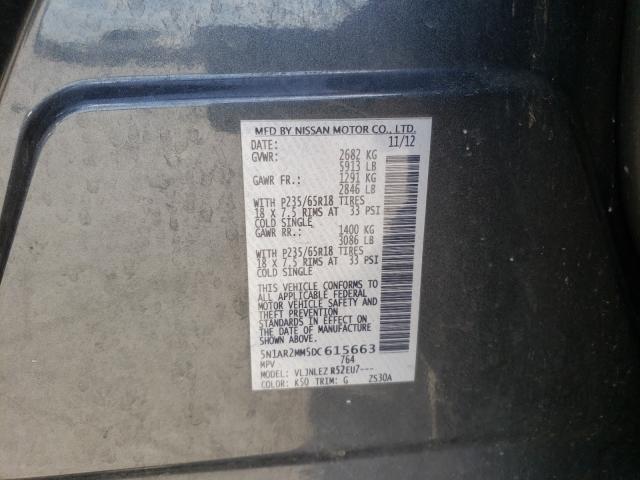 MFD BY NISSAN MOTOR CO., LTD.
DATE: 11/12
GVWR: 2682 KG
5913 LB
GAWR FR.: 1291 KG
2846 LB
WITH P235/65R18 TIRES
18 X 7.5 RIMS AT 33 PSI
COLD SINGLE
GAWR RR.: 1400 KG
3086 LB
WITH P235/65R18 TIRES
18 X 7.5 RIMS AT 33 PSI
COLD SINGLE
THIS VEHICLE CONFORMS TO
ALL APPLICABLE FEDERAL
MOTOR VEHICLE SAFETY AND
THEFT PREVENTION
STANDARDS IN EFFECT ON
THE DATE OF MANUFACTURE
SHOWN ABOVE.
5N1AR2MM5DC615663
MPV 764
MODEL: VLJNLEZ R52EU7---
COLOR: K50 TRIM: G ZS30A